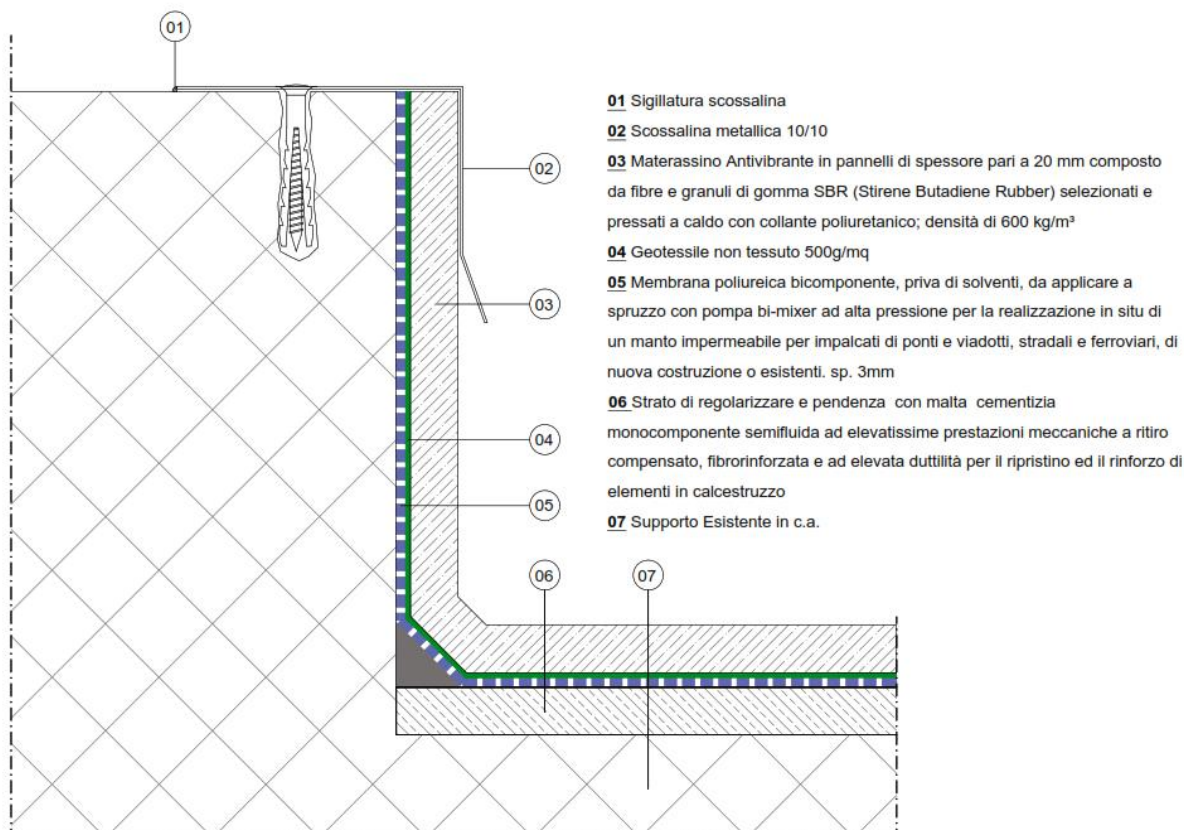 01
01 Sigillatura scossalina
02 Scossalina metallica 10/10
02
03 Materassino Antivibrante in pannelli di spessore pari a 20 mm composto
da fibre e granuli di gomma SBR (Stirene Butadiene Rubber) selezionati e
pressati a caldo con collante poliuretanico; densità di 600 kg/m³
04 Geotessile non tessuto 500g/mq
05 Membrana poliureica bicomponente, priva di solventi, da applicare a
03
spruzzo con pompa bi-mixer ad alta pressione per la realizzazione in situ di
un manto impermeabile per impalcati di ponti e viadotti, stradali e ferroviari, di
nuova costruzione o esistenti. sp. 3mm
06 Strato di regolarizzare e pendenza con malta cementizia
04
monocomponente semifluida ad elevatissime prestazioni meccaniche a ritiro
compensato, fibrorinforzata e ad elevata duttilità per il ripristino ed il rinforzo di
elementi in calcestruzzo
05
07 Supporto Esistente in c.a.
06
07